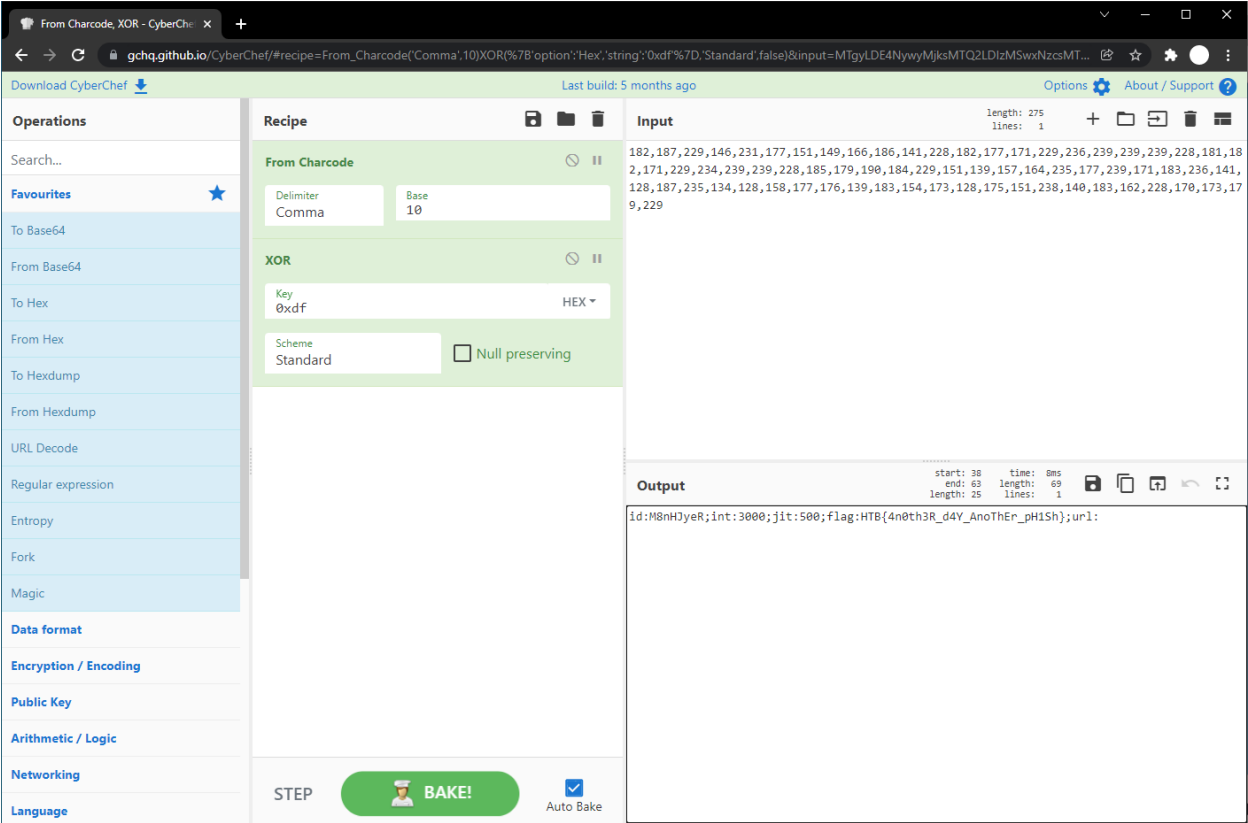 From Charcode, XOR - CyberChe
gchq.github.io/CyberChef/#recipe=From_Charcode('Comma',10)XOR(%7B'option':'Hex','string':'0xdf'%7D,'Standard',false)&input=MTgyLDE4NywyMjksMTQ2LDIzMSwxNzcsMT...
Download CyberChef
Last build: 5 months ago
Options
About / Support
Operations
Search...
Favourites
To Base64
From Base64
To Hex
From Hex
To Hexdump
From Hexdump
URL Decode
Regular expression
Entropy
Fork
Magic
Data format
Encryption / Encoding
Public Key
Arithmetic / Logic
Networking
Language
Recipe
From Charcode
Delimiter
Comma
Base
10
XOR
Key
0xdf
HEX
Scheme
Standard
Null preserving
STEP
BAKE!
Auto Bake
Input
length: 275
lines: 1
182,187,229,146,231,177,151,149,166,186,141,228,182,177,171,229,236,239,239,239,228,181,18
2,171,229,234,239,239,228,185,179,190,184,229,151,139,157,164,235,177,239,171,183,236,141,
128,187,235,134,128,158,177,176,139,183,154,173,128,175,151,238,140,183,162,228,170,173,17
9,229
Output
start: 38
end: 63
length: 25
time: 8ms
length: 69
lines: 1
id:M8nHJyeR;int:3000;jit:500;flag:HTB{4n0th3R_d4Y_AnoThEr_pH1Sh};url: